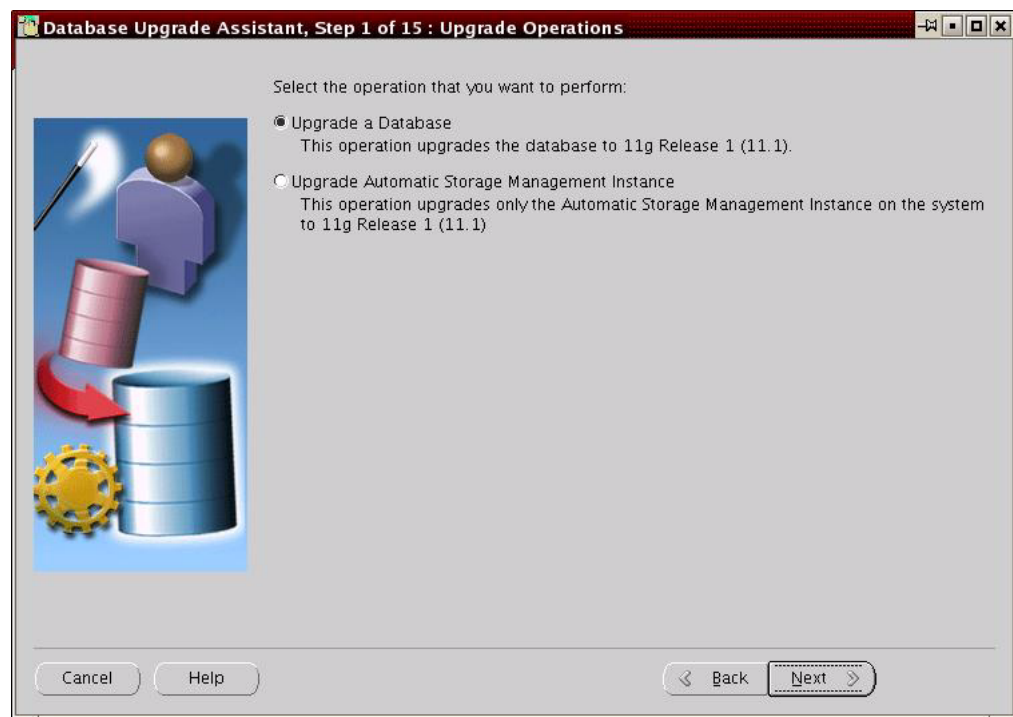 Database Upgrade Assistant, Step 1 of 15 : Upgrade Operations
Select the operation that you want to perform:
Upgrade a Database
This operation upgrades the database to 11g Release 1 (11.1).
Upgrade Automatic Storage Management Instance
This operation upgrades only the Automatic Storage Management Instance on the system
to 11g Release 1 (11.1)
Cancel
Help
Back
Next